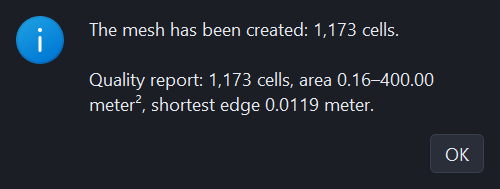 The mesh has been created: 1,173 cells.
Quality report: 1,173 cells, area 0.16–400.00
meter², shortest edge 0.0119 meter.
OK